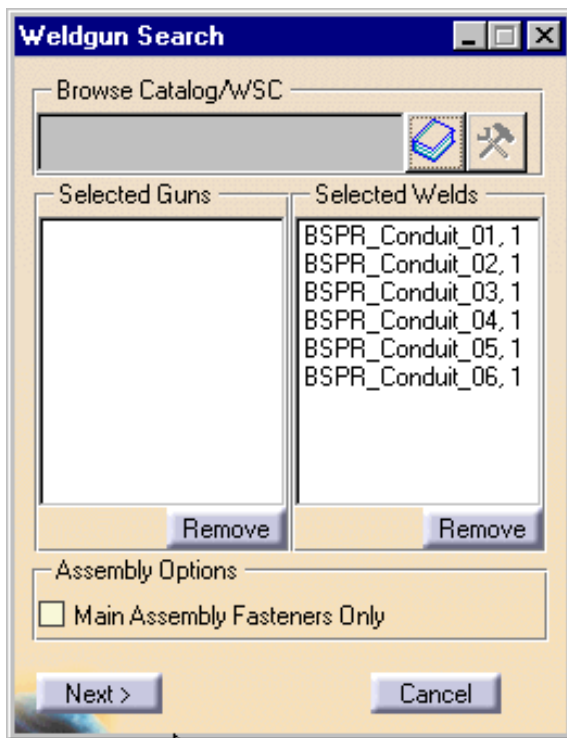 Weldgun Search
Browse Catalog/WSC
Selected Guns
Selected Welds
BSPR_Conduit_01, 1
BSPR_Conduit_02, 1
BSPR_Conduit_03, 1
BSPR_Conduit_04, 1
BSPR_Conduit_05, 1
BSPR_Conduit_06, 1
Remove
Remove
Assembly Options
Main Assembly Fasteners Only
Next >
Cancel